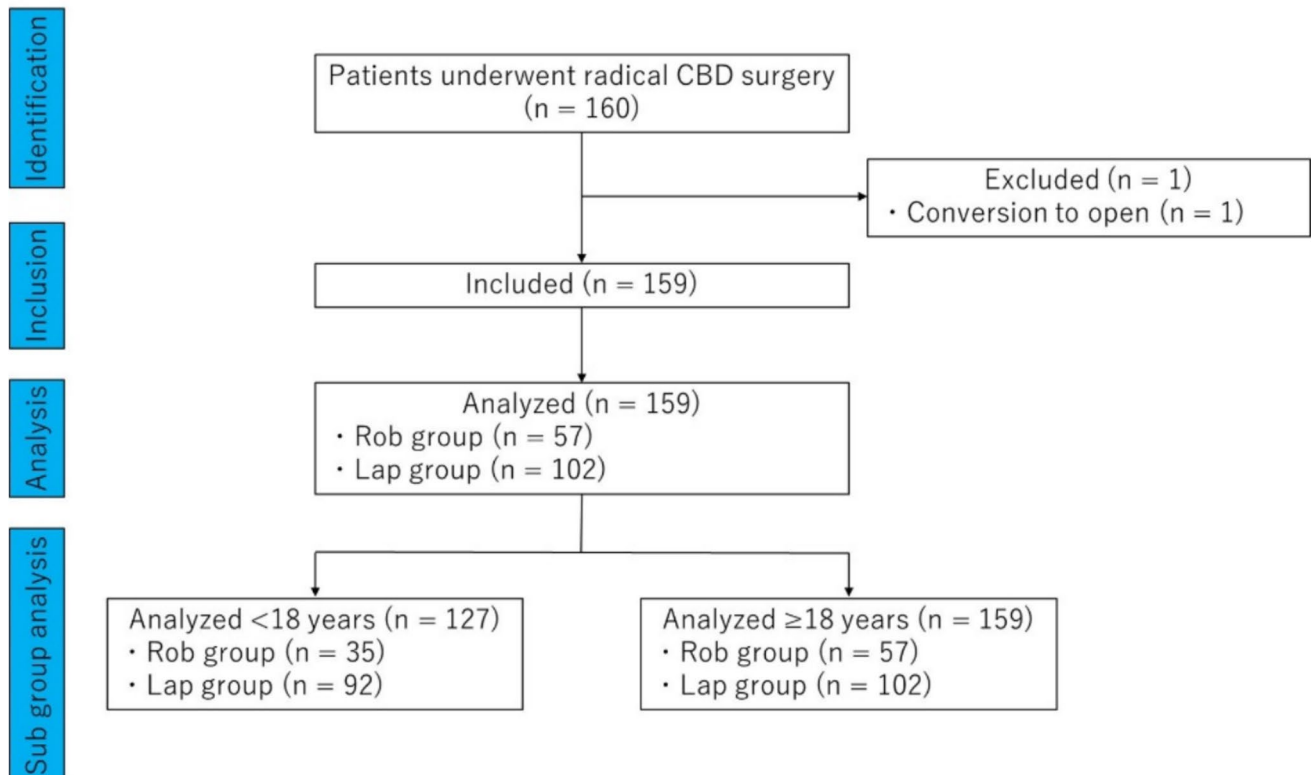 Identification
Patients underwent radical CBD surgery
(n = 160)
Excluded (n = 1)
・Conversion to open (n = 1)
Inclusion
Included (n = 159)
Analysis
Analyzed (n = 159)
・Rob group (n = 57)
・Lap group (n = 102)
Sub group analysis
Analyzed <18 years (n = 127)
・Rob group (n = 35)
・Lap group (n = 92)
Analyzed ≥18 years (n = 159)
・Rob group (n = 57)
・Lap group (n = 102)